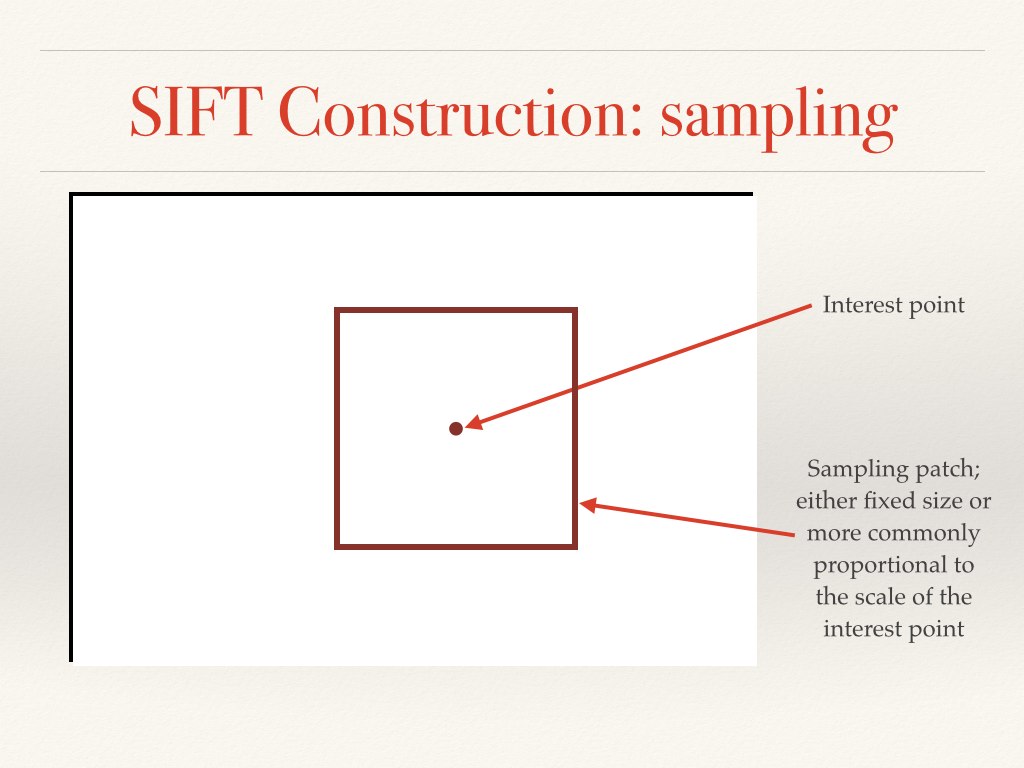 SIFT Construction: sampling
Interest point
Sampling patch;
either fixed size or
more commonly
proportional to
the scale of the
interest point